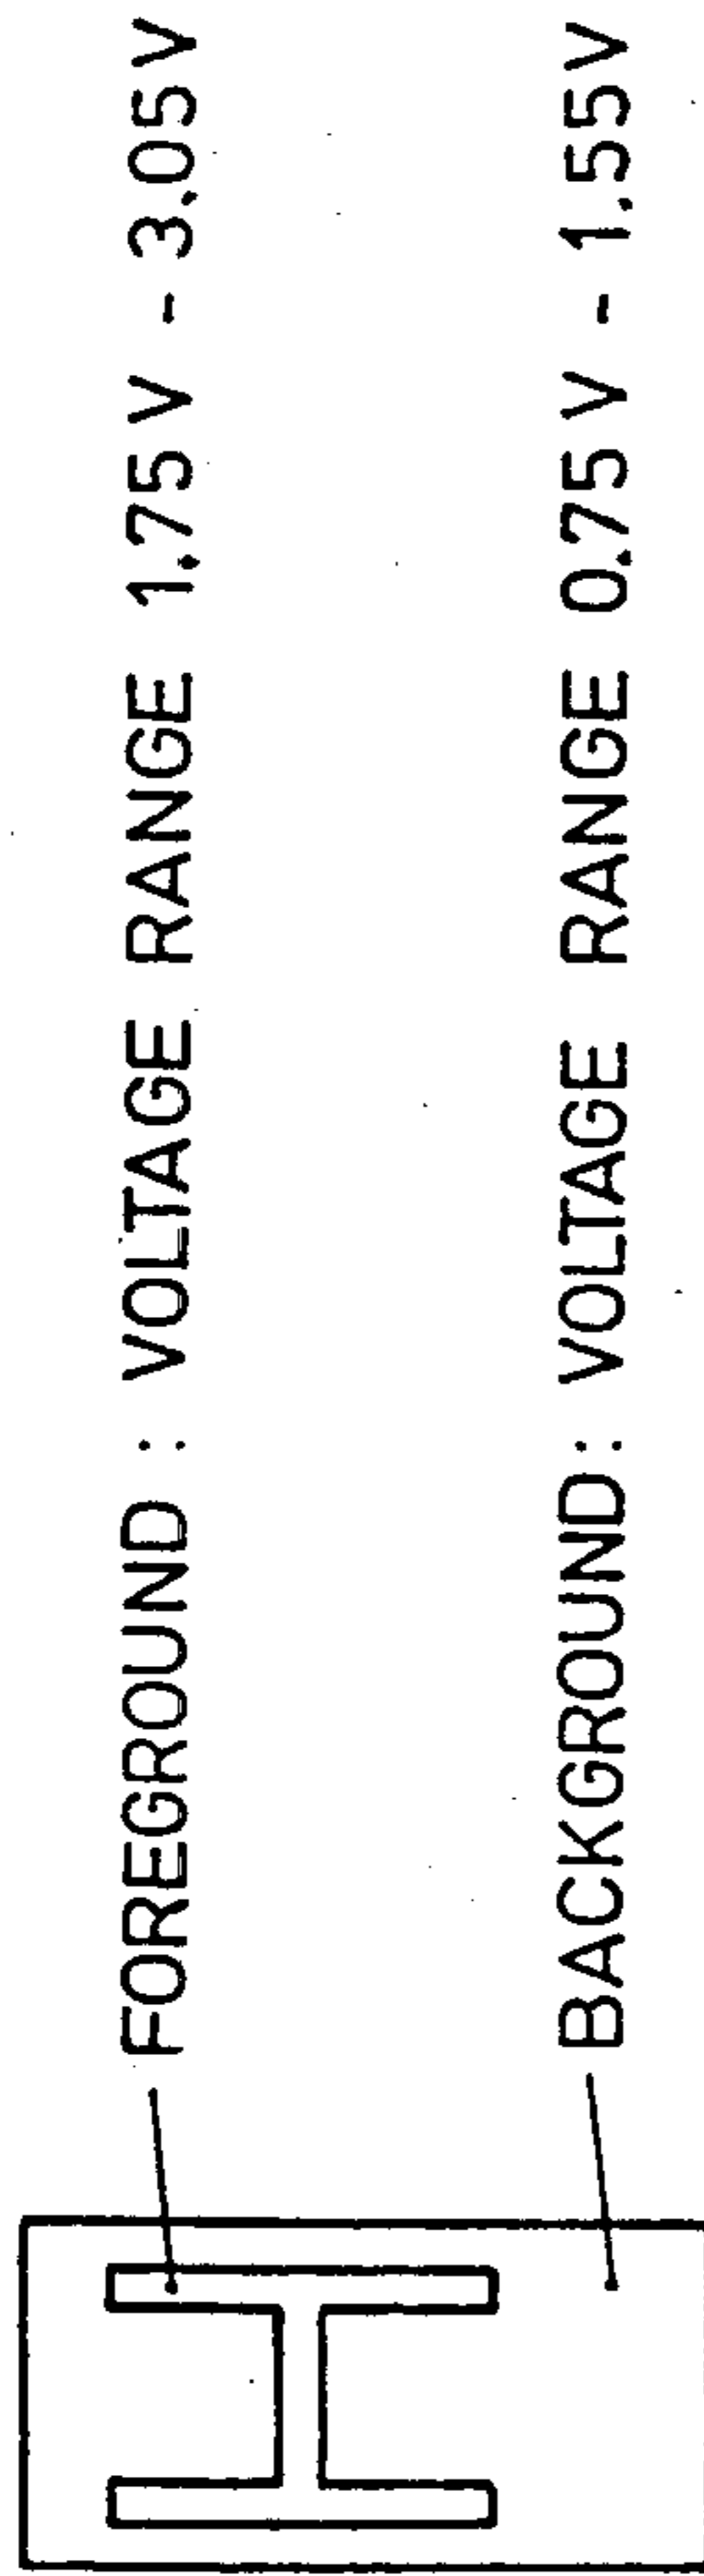 FOREGROUND : VOLTAGE RANGE 1.75 V - 3.05 V
BACKGROUND : VOLTAGE RANGE 0.75 V - 1.55 V
H